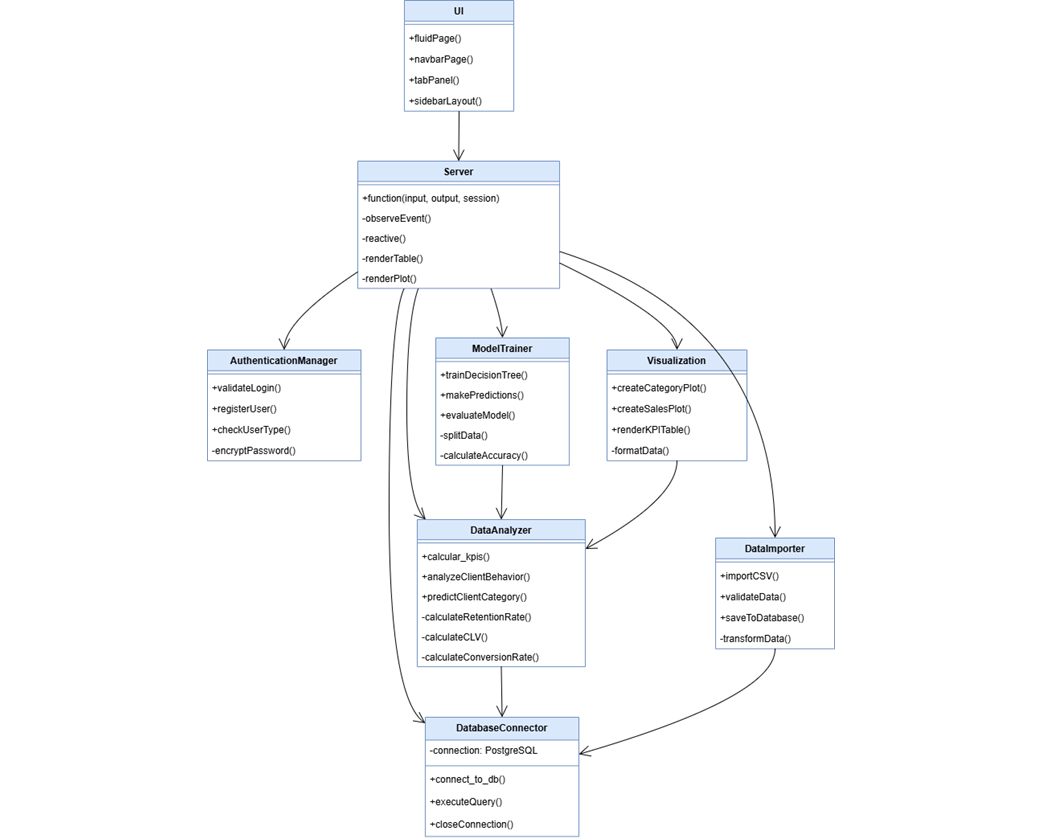 UI
+fluidPage()
+navbarPage()
+tabPanel()
+sidebarLayout()
Server
+function(input, output, session)
-observeEvent()
-reactive()
-renderTable()
-renderPlot()
AuthenticationManager
+validateLogin()
+registerUser()
+checkUserType()
-encryptPassword()
ModelTrainer
+trainDecisionTree()
+makePredictions()
+evaluateModel()
-splitData()
-calculateAccuracy()
Visualization
+createCategoryPlot()
+createSalesPlot()
+renderKPITable()
-formatData()
DataAnalyzer
+calcular_kpis()
+analyzeClientBehavior()
+predictClientCategory()
-calculateRetentionRate()
-calculateCLV()
-calculateConversionRate()
DataImporter
+importCSV()
+validateData()
+saveToDatabase()
-transformData()
DatabaseConnector
-connection: PostgreSQL
+connect_to_db()
+executeQuery()
+closeConnection()